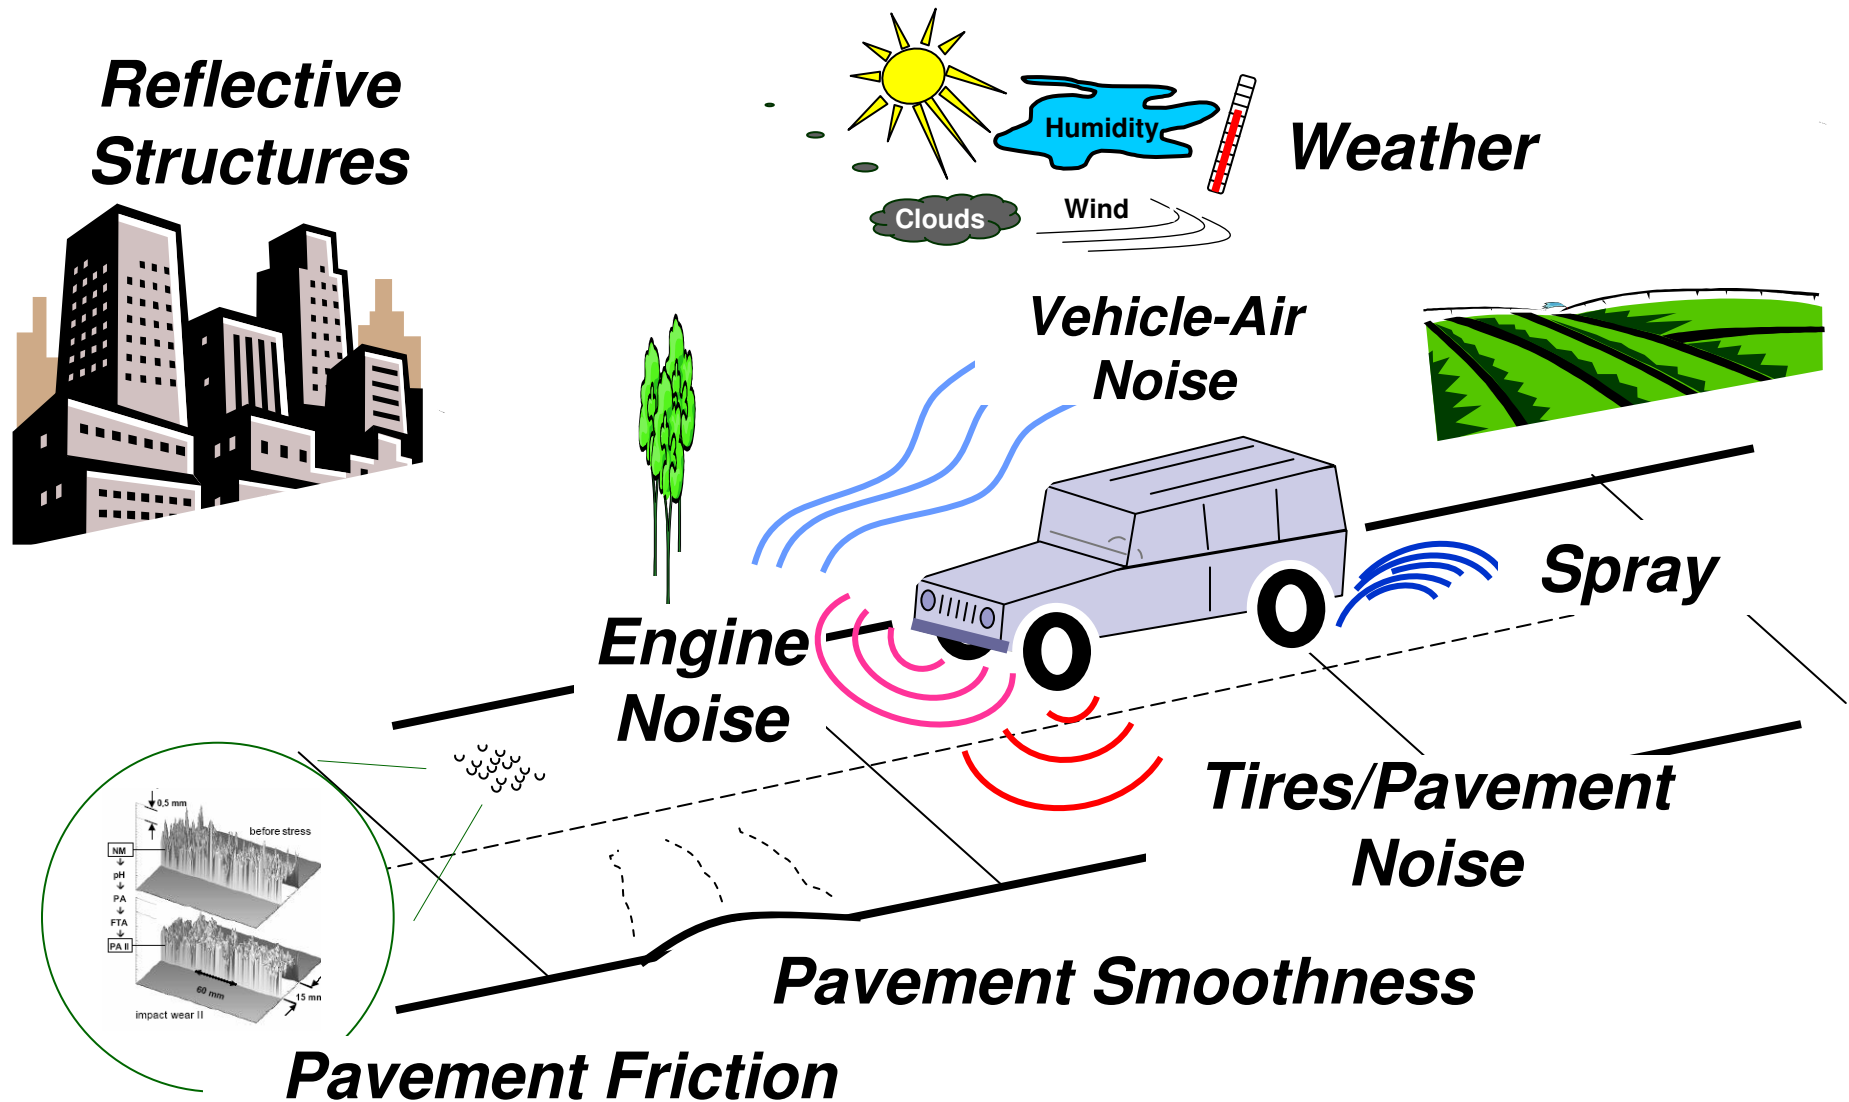 Reflective
Structures
Humidity
Weather
Clouds
Wind
Vehicle-Air
Noise
Spray
Engine
Noise
Tires/Pavement
Noise
0,5 mm
before stress
NM
pH
PA
FTA
PA II
60 mm
15 mm
impact wear II
Pavement Smoothness
Pavement Friction